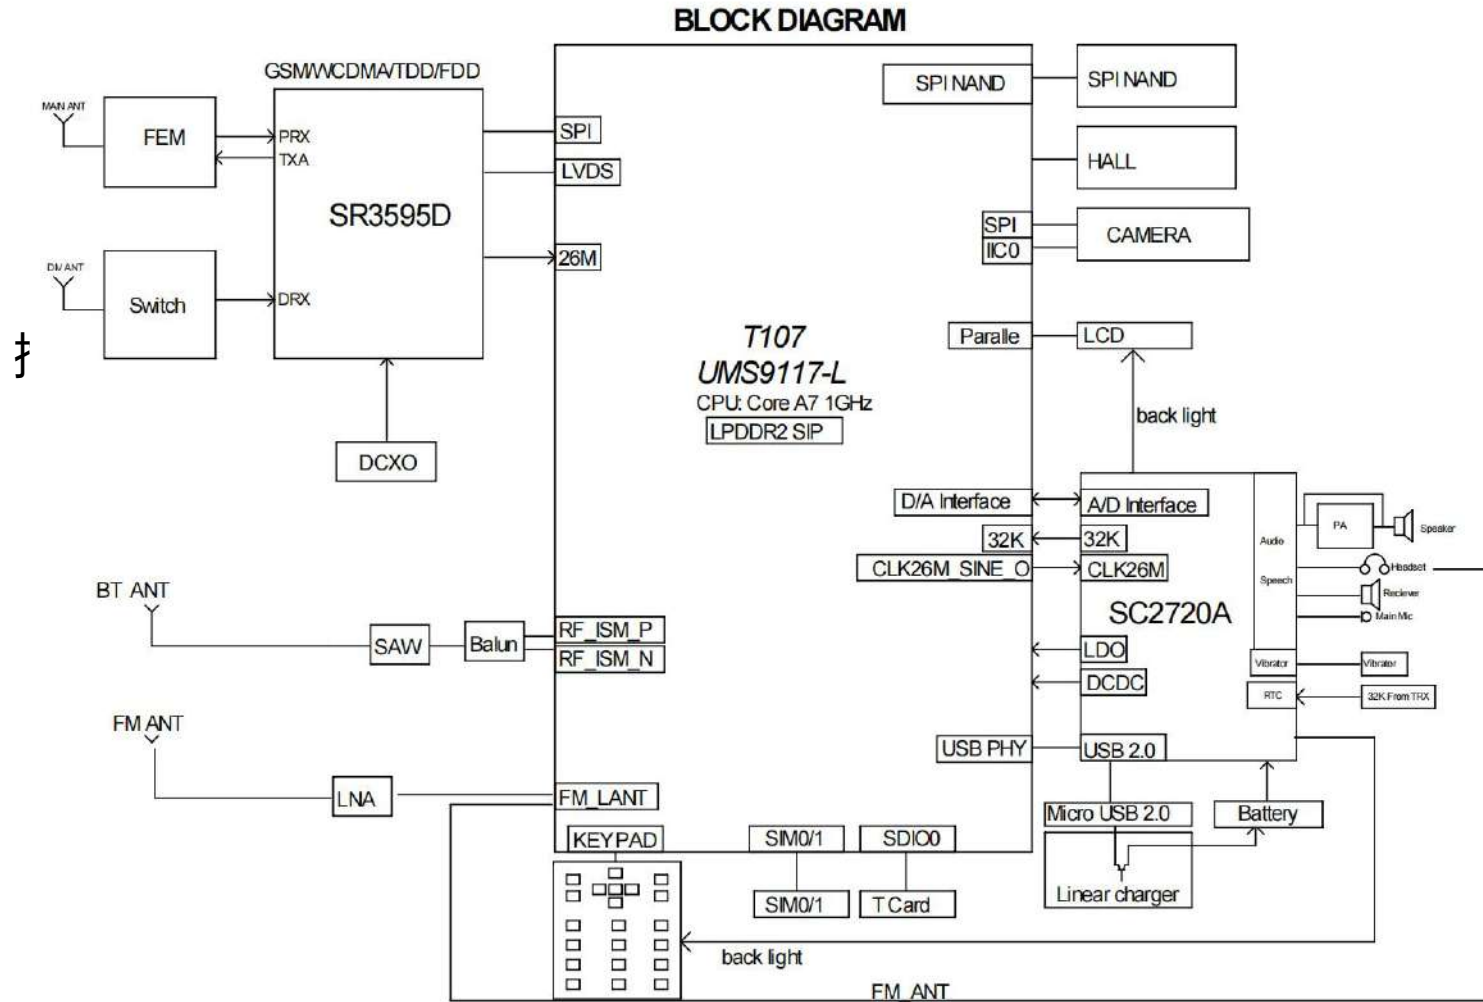 BLOCK DIAGRAM
GSM/WCDMA/TDD/FDD
MAIN ANT
FEM
PRX
TXA
SR3595D
DIV ANT
Switch
DRX
DCXO
SPI
LVDS
26M
T107
UMS9117-L
CPU: Core A7 1GHz
LPDDR2 SIP
SPI NAND
SPI NAND
HALL
SPI
IIC0
CAMERA
Paralle
LCD
back light
D/A Interface
A/D Interface
32K
32K
CLK26M_SINE_O
CLK26M
SC2720A
LDO
DCDC
USB PHY
USB 2.0
Audio
Speech
Vibrator
RTC
PA
Speaker
Headset
Reciever
Main Mic
Vibrator
32K From TRX
BT ANT
SAW
Balun
RF_ISM_P
RF_ISM_N
FM ANT
LNA
FM_LANT
KEYPAD
SIM0/1
SDIO0
SIM0/1
T Card
Micro USB 2.0
Battery
Linear charger
back light
FM_ANT